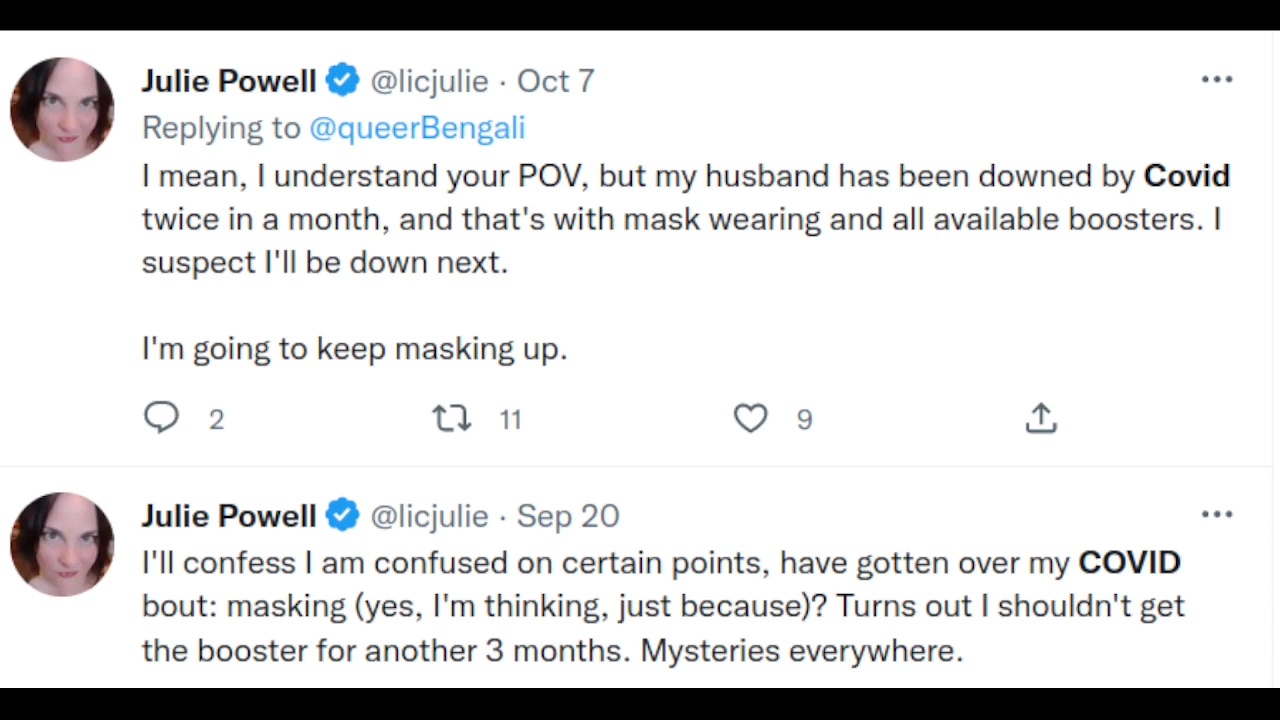 Julie Powell @licjulie · Oct 7
Replying to @queerBengali
I mean, I understand your POV, but my husband has been downed by Covid
twice in a month, and that's with mask wearing and all available boosters. I
suspect I'll be down next.
I'm going to keep masking up.
2 11 9
Julie Powell @licjulie · Sep 20
I'll confess I am confused on certain points, have gotten over my COVID
bout: masking (yes, I'm thinking, just because)? Turns out I shouldn't get
the booster for another 3 months. Mysteries everywhere.